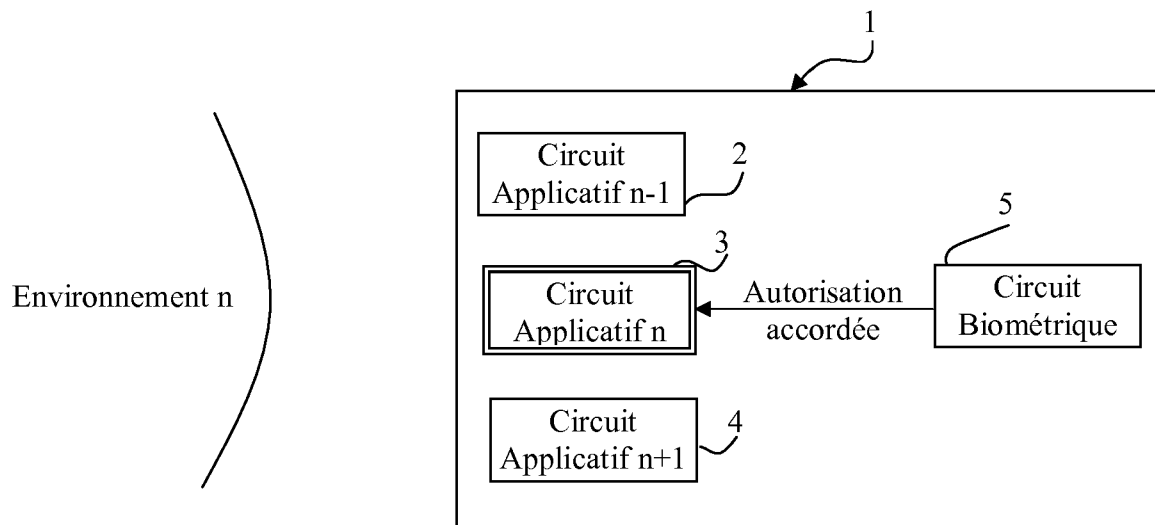 1
Circuit
Applicatif n-1
2
5
3
Environnement n
Circuit
Applicatif n
Autorisation
accordée
Circuit
Biométrique
Circuit
Applicatif n+1
4